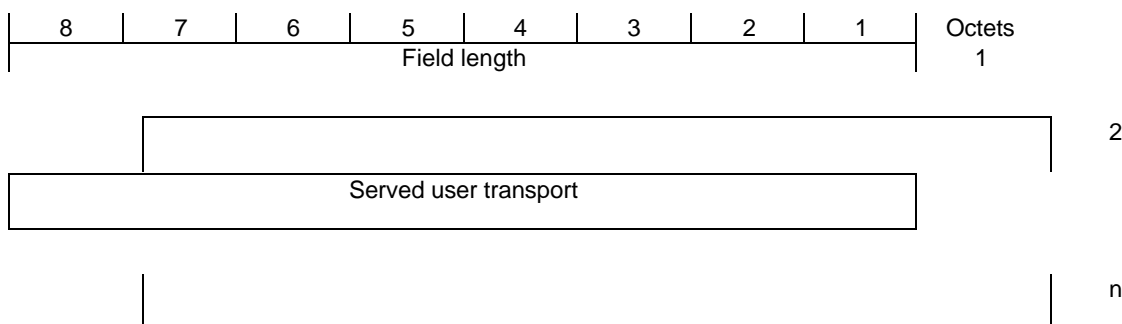 8 7 6 5 4 3 2 1 Octets
Field length 1
2
Served user transport
n